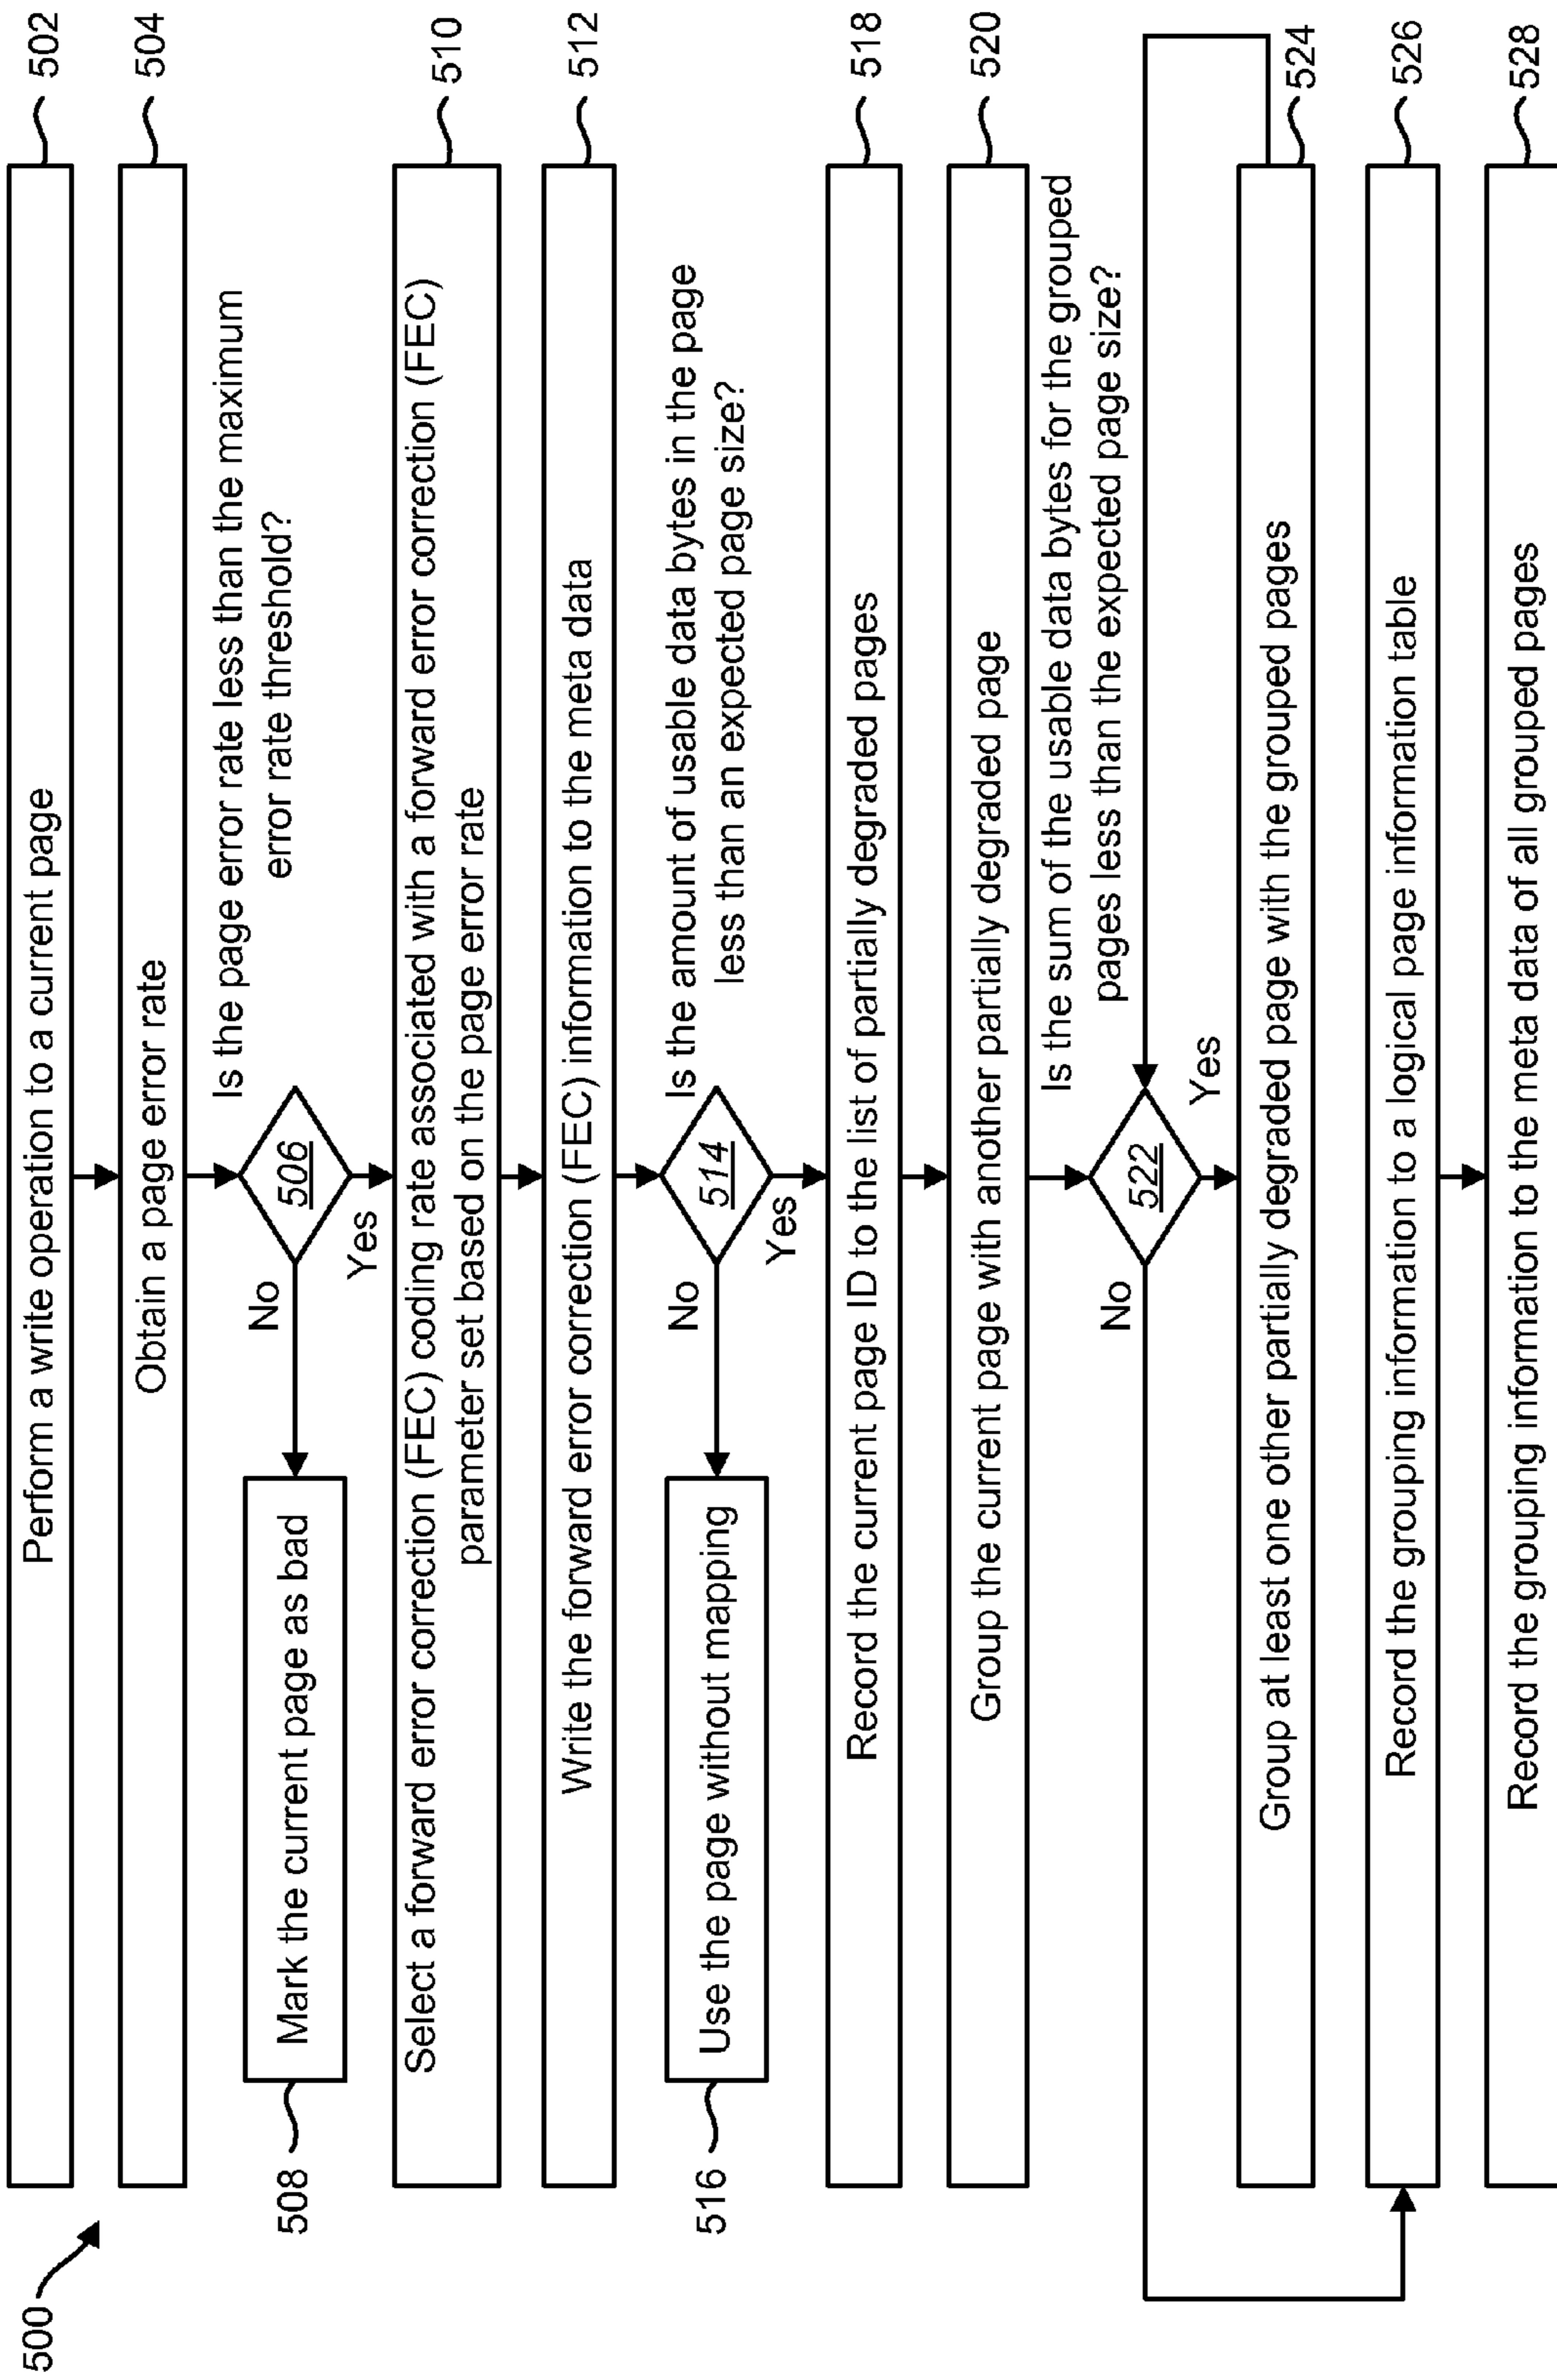 500
502
Perform a write operation to a current page
504
Obtain a page error rate
Is the page error rate less than the maximum
error rate threshold?
506
No
Yes
508
Mark the current page as bad
510
Select a forward error correction (FEC) coding rate associated with a forward error correction (FEC)
parameter set based on the page error rate
512
Write the forward error correction (FEC) information to the meta data
Is the amount of usable data bytes in the page
less than an expected page size?
514
No
Yes
516
Use the page without mapping
518
Record the current page ID to the list of partially degraded pages
520
Group the current page with another partially degraded page
Is the sum of the usable data bytes for the grouped
pages less than the expected page size?
522
No
Yes
524
Group at least one other partially degraded page with the grouped pages
526
Record the grouping information to a logical page information table
528
Record the grouping information to the meta data of all grouped pages